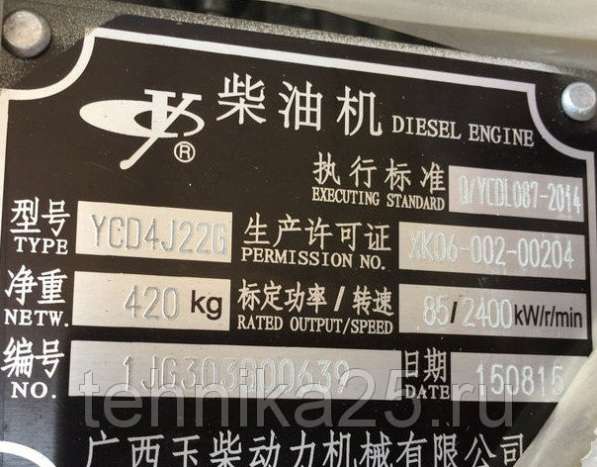 柴油机 DIESEL ENGINE
执行标准 Q/YCDL087-2014
EXECUTING STANDARD
型号 YCD4J22G 生产许可证 XK06-002-00204
TYPE PERMISSION NO.
净重 420 kg 标定功率/转速 85/2400 kW/r/min
NETW. RATED OUTPUT/SPEED
编号 1JG303B00639 日期 150815
NO. DATE
广西玉柴动力机械有限公司
tehnika25.ru